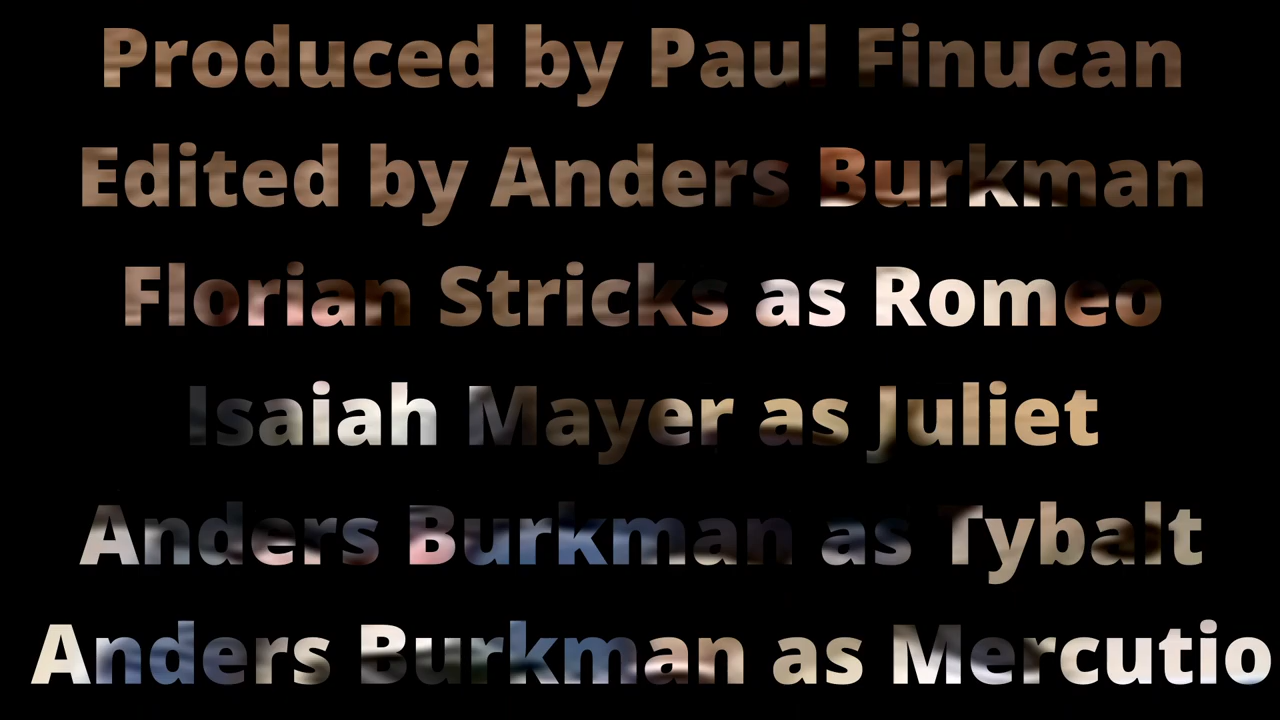 Produced by Paul Finucan
Edited by Anders Burkman
Florian Stricks as Romeo
Isaiah Mayer as Juliet
Anders Burkman as Tybalt
Anders Burkman as Mercutio